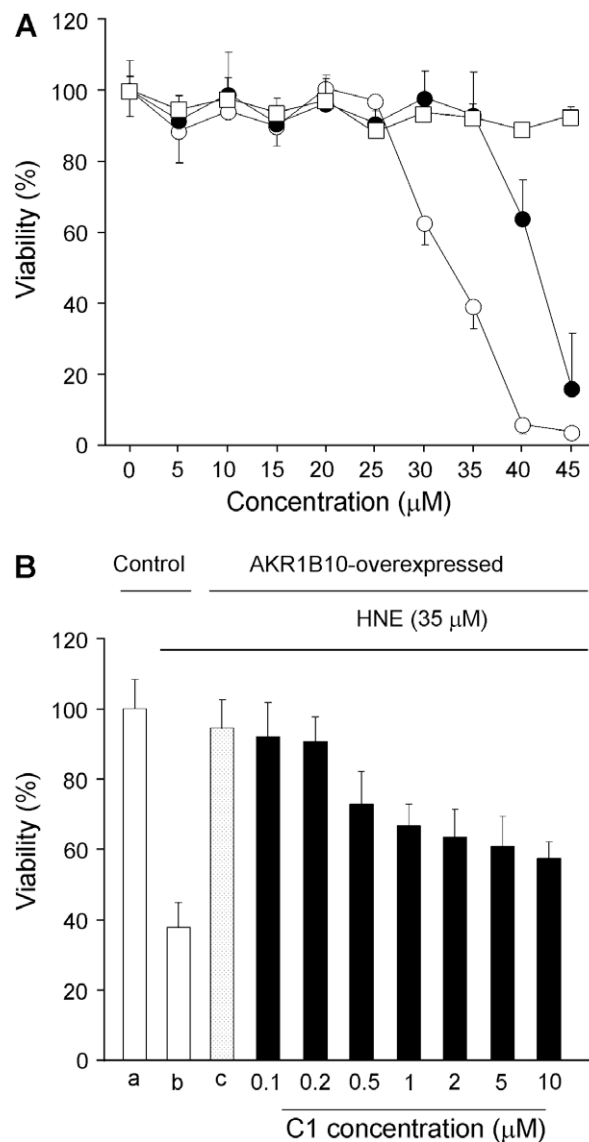 A
Viability (%)
120
100
80
60
40
20
0
0 5 10 15 20 25 30 35 40 45
Concentration (μM)
B
Control AKR1B10-overexpressed
HNE (35 μM)
Viability (%)
120
100
80
60
40
20
0
a b c 0.1 0.2 0.5 1 2 5 10
C1 concentration (μM)